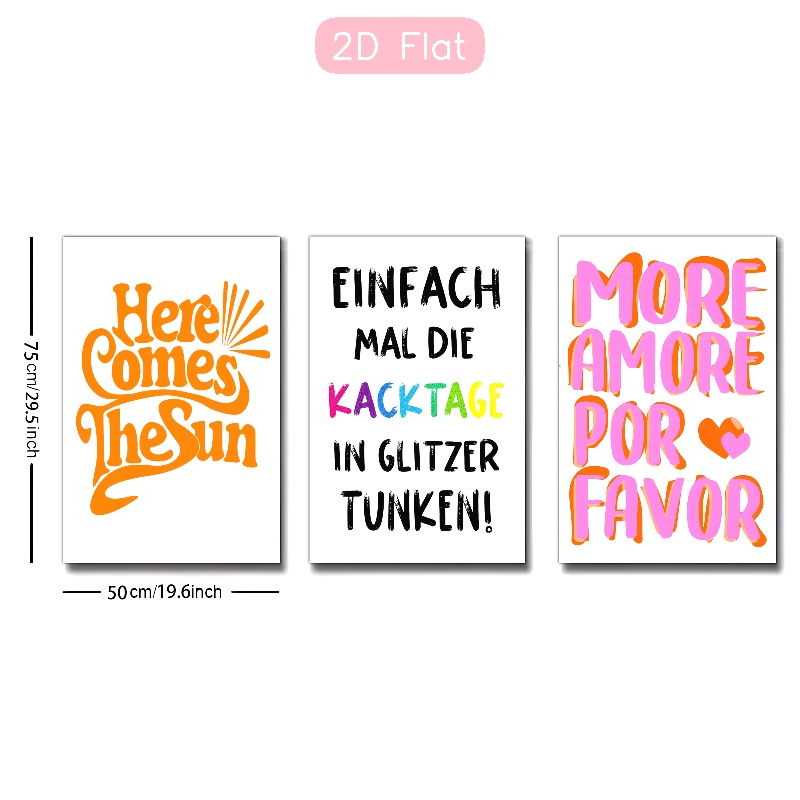 2D Flat
Here
Comes
The Sun
EINFACH
MAL DIE
KACKTAGE
IN GLITZER
TUNKEN!
MORE
AMORE
POR
FAVOR
75cm/29.5inch
50cm/19.6inch